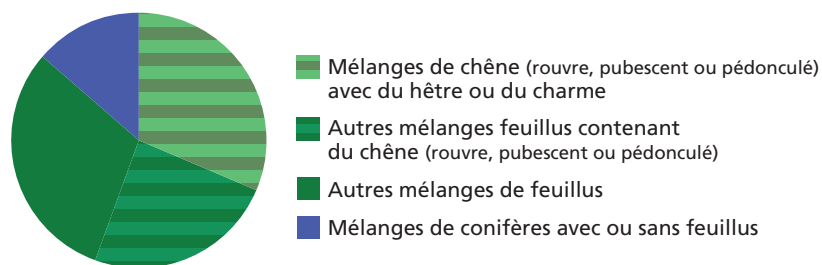 Mélanges de chêne (rouvre, pubescent ou pédonculé)
avec du hêtre ou du charme
Autres mélanges feuillus contenant
du chêne (rouvre, pubescent ou pédonculé)
Autres mélanges de feuillus
Mélanges de conifères avec ou sans feuillus